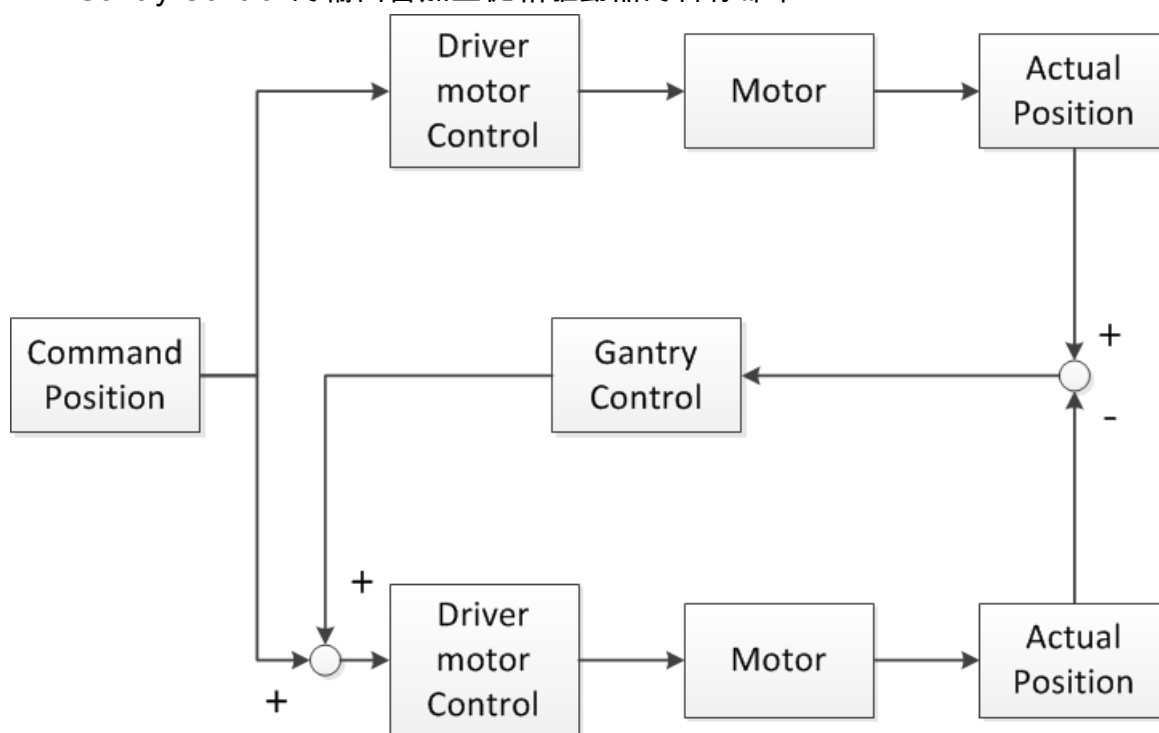 Driver
motor
Control
Motor
Actual
Position
+
Command
Position
Gantry
Control
-
+
Driver
motor
Control
Motor
Actual
Position
+